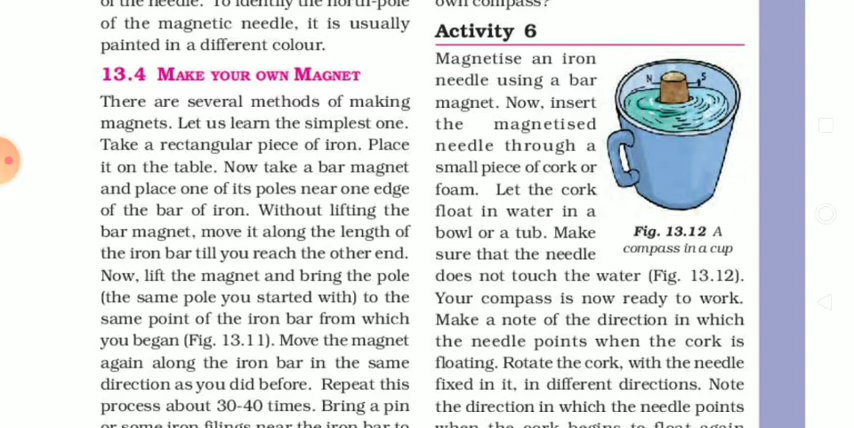 of the needle. To identify the north-pole
of the magnetic needle, it is usually
painted in a different colour.
13.4 MAKE YOUR OWN MAGNET
There are several methods of making
magnets. Let us learn the simplest one.
Take a rectangular piece of iron. Place
it on the table. Now take a bar magnet
and place one of its poles near one edge
of the bar of iron. Without lifting the
bar magnet, move it along the length of
the iron bar till you reach the other end.
Now, lift the magnet and bring the pole
(the same pole you started with) to the
same point of the iron bar from which
you began (Fig. 13.11). Move the magnet
again along the iron bar in the same
direction as you did before. Repeat this
process about 30-40 times. Bring a pin
or some iron filings near the iron bar to
own compass?
Activity 6
Magnetise an iron
needle using a bar
magnet. Now, insert
the magnetised
needle through a
small piece of cork or
foam. Let the cork
float in water in a
bowl or a tub. Make
sure that the needle
does not touch the water (Fig. 13.12).
Your compass is now ready to work.
Make a note of the direction in which
the needle points when the cork is
floating. Rotate the cork, with the needle
fixed in it, in different directions. Note
the direction in which the needle points
when the cork begins to float again
N S
Fig. 13.12 A
compass in a cup